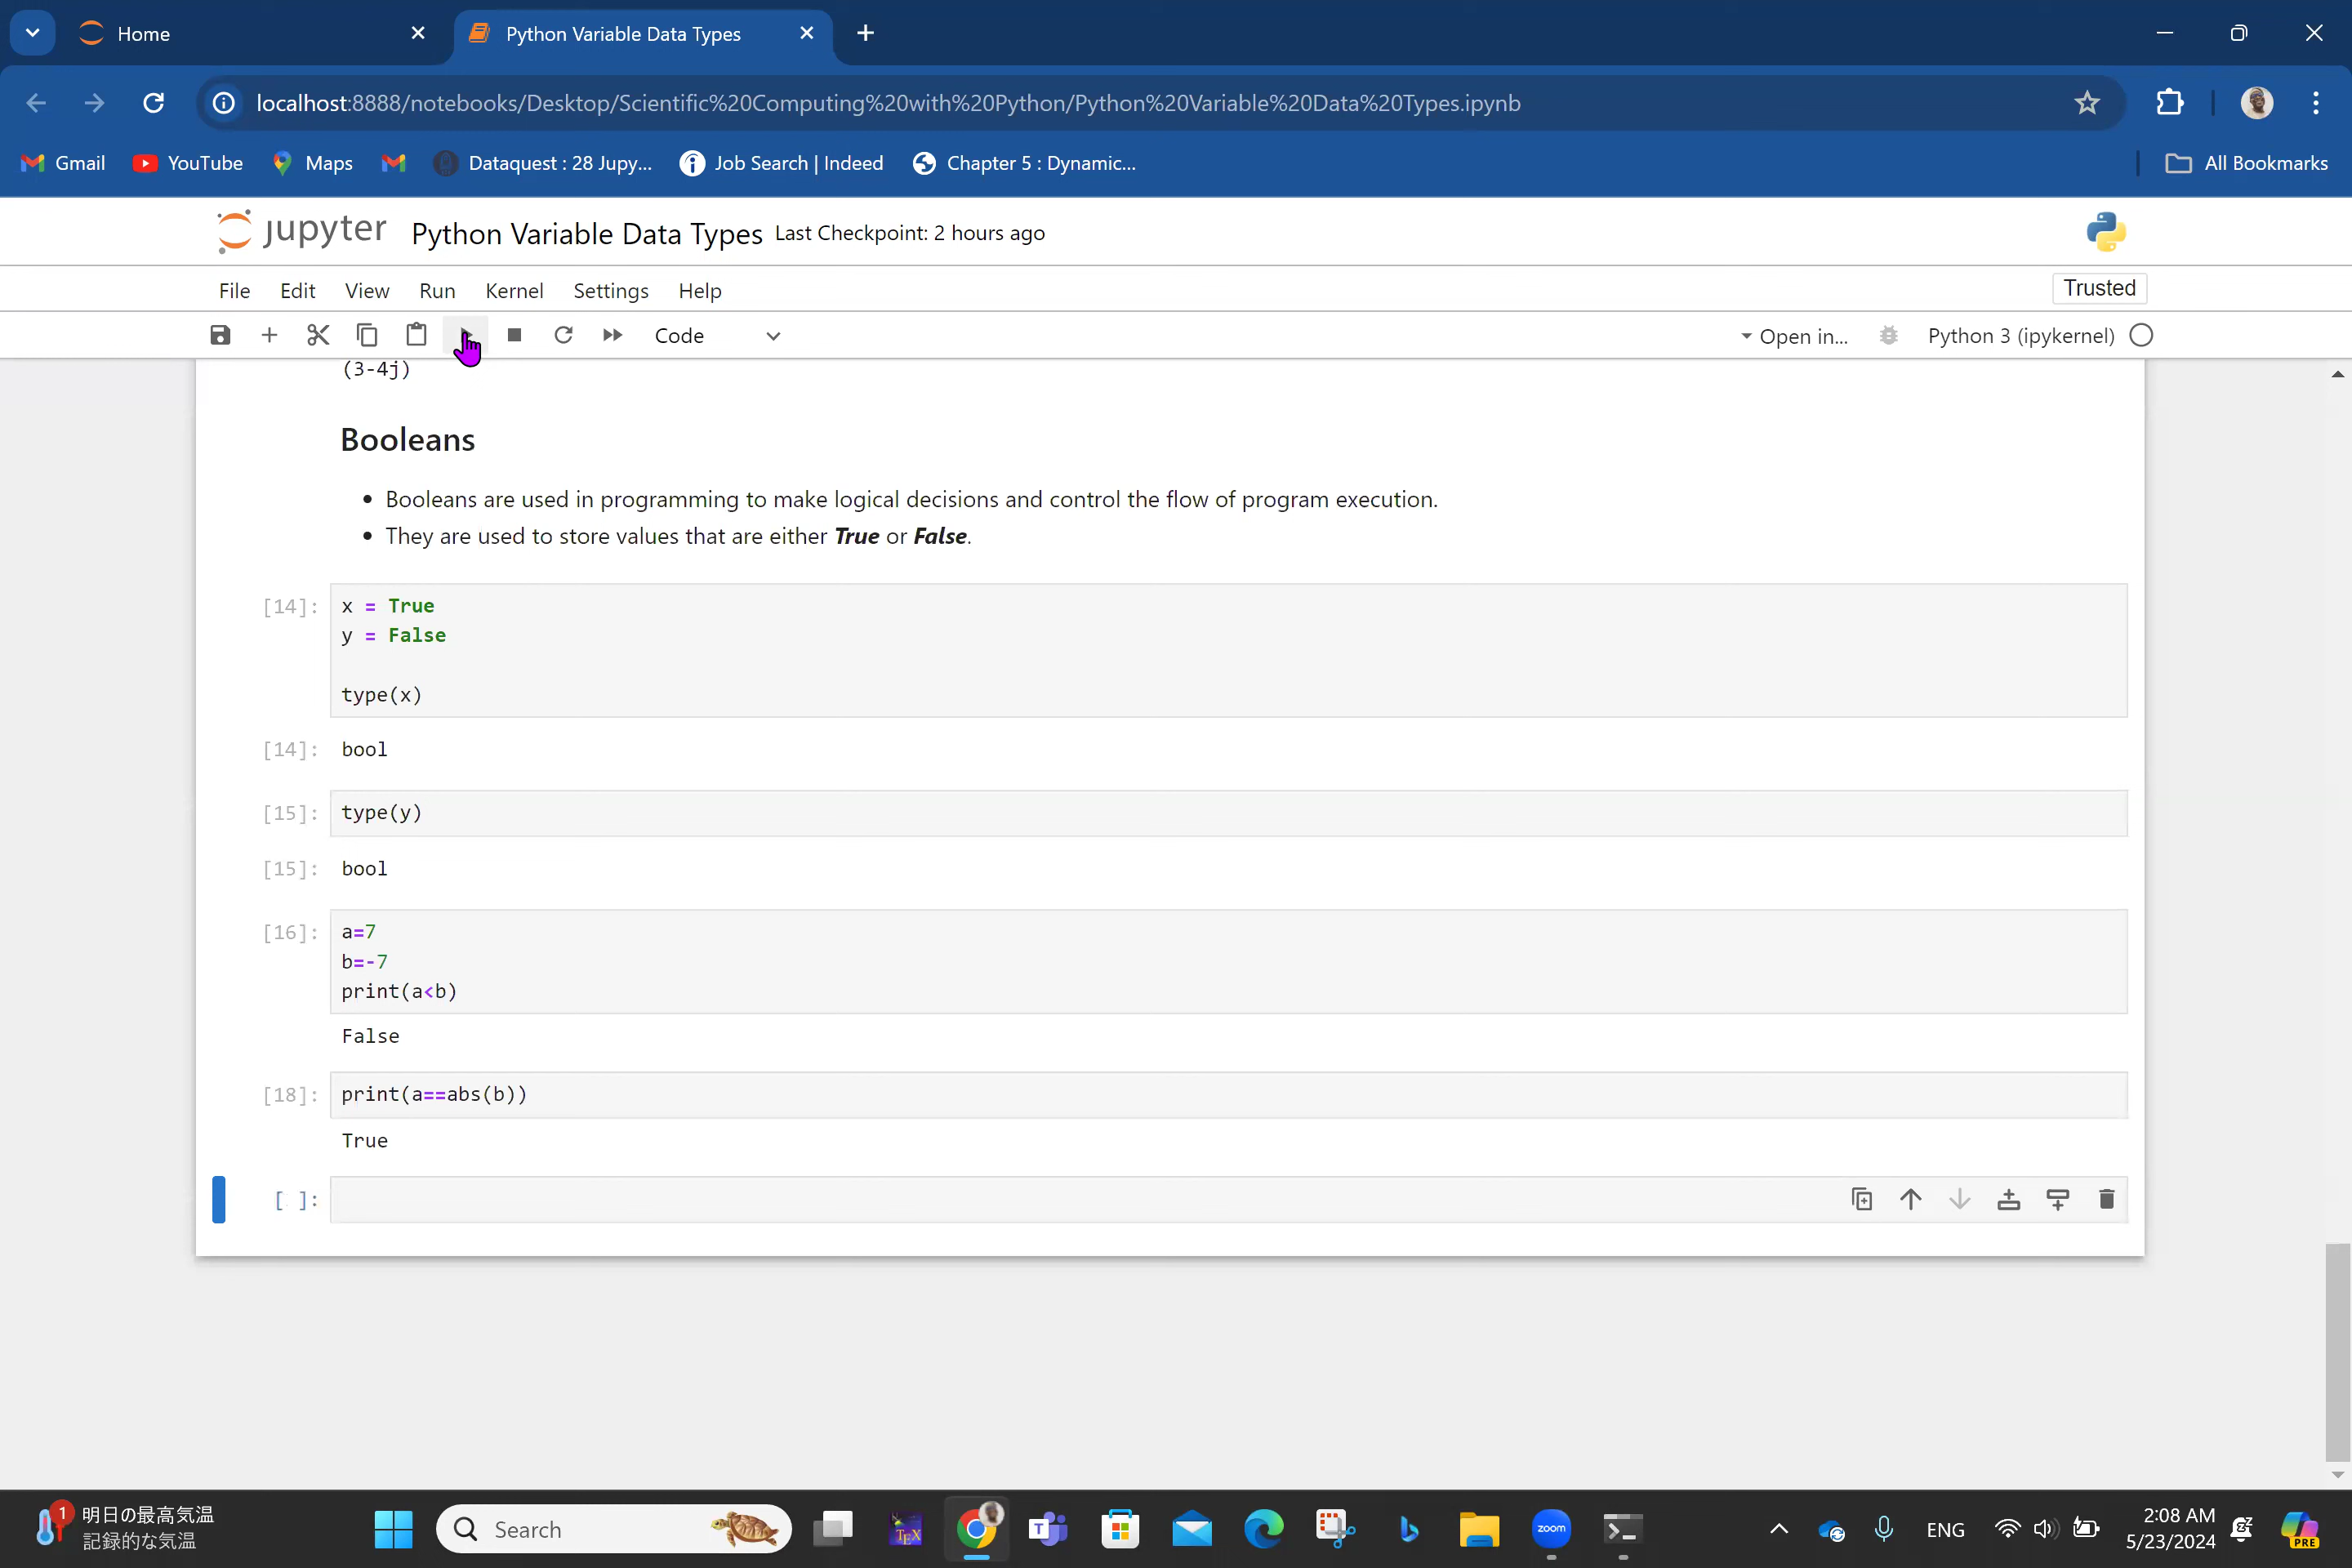 Home
Python Variable Data Types
localhost:8888/notebooks/Desktop/Scientific%20Computing%20with%20Python/Python%20Variable%20Data%20Types.ipynb
Gmail YouTube Maps Dataquest : 28 Jupy... Job Search | Indeed Chapter 5 : Dynamic... All Bookmarks
jupyter Python Variable Data Types Last Checkpoint: 2 hours ago
File Edit View Run Kernel Settings Help Trusted
Code Open in... Python 3 (ipykernel)
(3-4j)
Booleans
• Booleans are used in programming to make logical decisions and control the flow of program execution.
• They are used to store values that are either True or False.
[14]: x = True
y = False
type(x)
[14]: bool
[15]: type(y)
[15]: bool
[16]: a=7
b=-7
print(a<b)
False
[18]: print(a==abs(b))
True
[ ]:
1 明日の最高気温
記録的な気温
Search
TEX
T
zoom
ENG
2:08 AM
5/23/2024
PRE